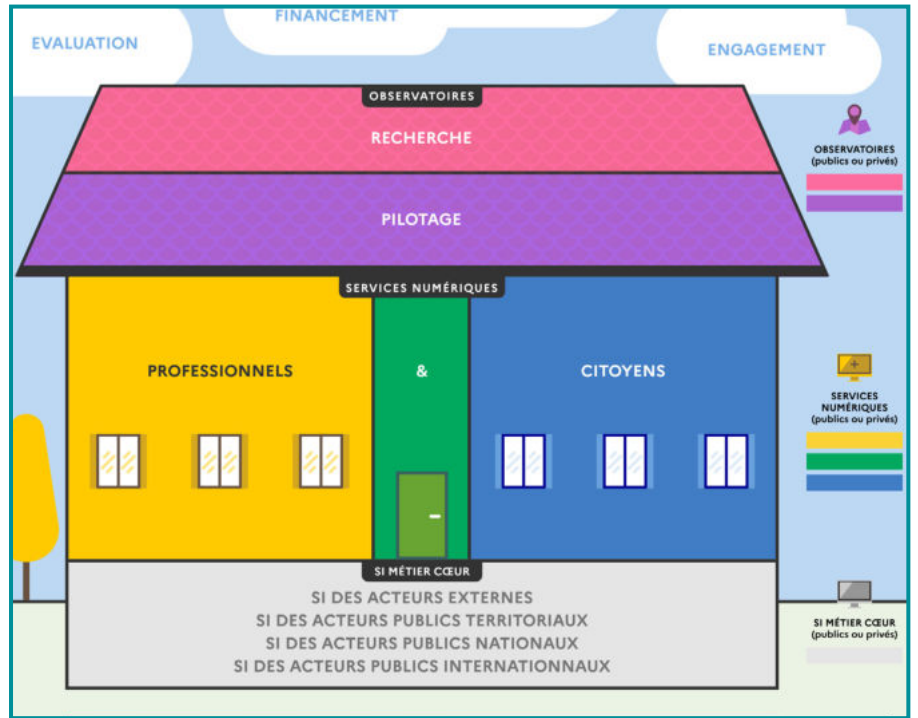 FINANCEMENT
EVALUATION
ENGAGEMENT
OBSERVATOIRES
RECHERCHE
PILOTAGE
SERVICES NUMÉRIQUES
PROFESSIONNELS
&
CITOYENS
SI MÉTIER CŒUR
SI DES ACTEURS EXTERNES
SI DES ACTEURS PUBLICS TERRITORIAUX
SI DES ACTEURS PUBLICS NATIONAUX
SI DES ACTEURS PUBLICS INTERNATIONNAUX
OBSERVATOIRES
(publics ou privés)
SERVICES
NUMÉRIQUES
(publics ou privés)
SI MÉTIER CŒUR
(publics ou privés)